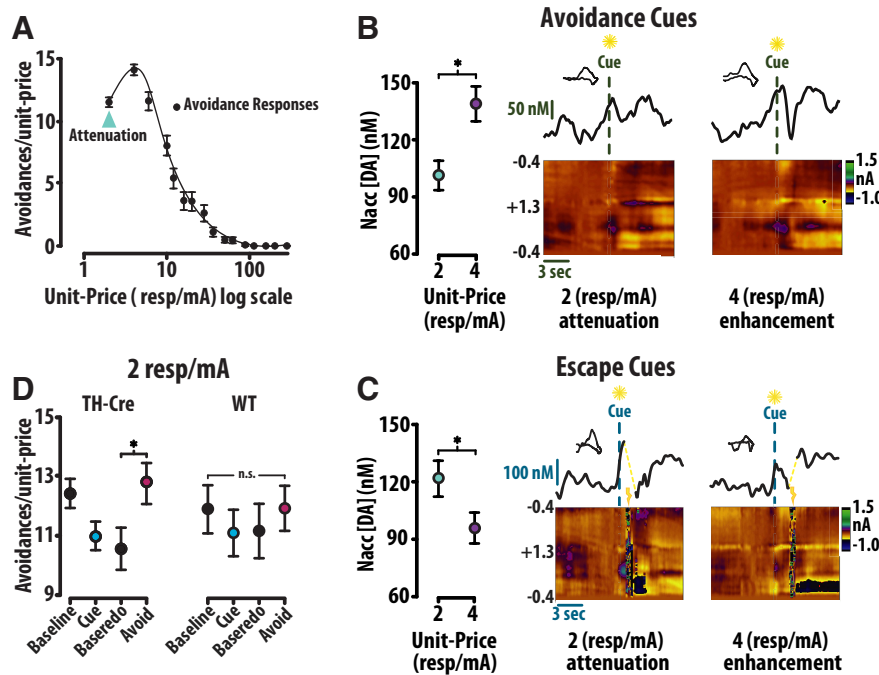 A
Avoidances/unit-price
15
10
5
0
Avoidance Responses
Attenuation
1
10
100
Unit-Price ( resp/mA) log scale
B
Avoidance Cues
Nacc [DA] (nM)
150
120
90
60
*
2
4
Unit-Price
(resp/mA)
Cue
50 nM
-0.4
+1.3
-0.4
3 sec
2 (resp/mA)
attenuation
Cue
4 (resp/mA)
enhancement
1.5
nA
-1.0
D
2 resp/mA
TH-Cre
WT
Avoidances/unit-price
15
13
11
9
*
n.s.
Baseline
Cue
Baseredo
Avoid
Baseline
Cue
Baseredo
Avoid
C
Escape Cues
Nacc [DA] (nM)
150
120
90
60
*
2
4
Unit-Price
(resp/mA)
Cue
100 nM
-0.4
+1.3
-0.4
3 sec
2 (resp/mA)
attenuation
Cue
4 (resp/mA)
enhancement
1.5
nA
-1.0